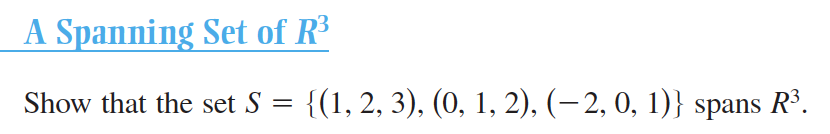 A Spanning Set of R³
Show that the set S = {(1, 2, 3), (0, 1, 2), (−2, 0, 1)} spans R³.